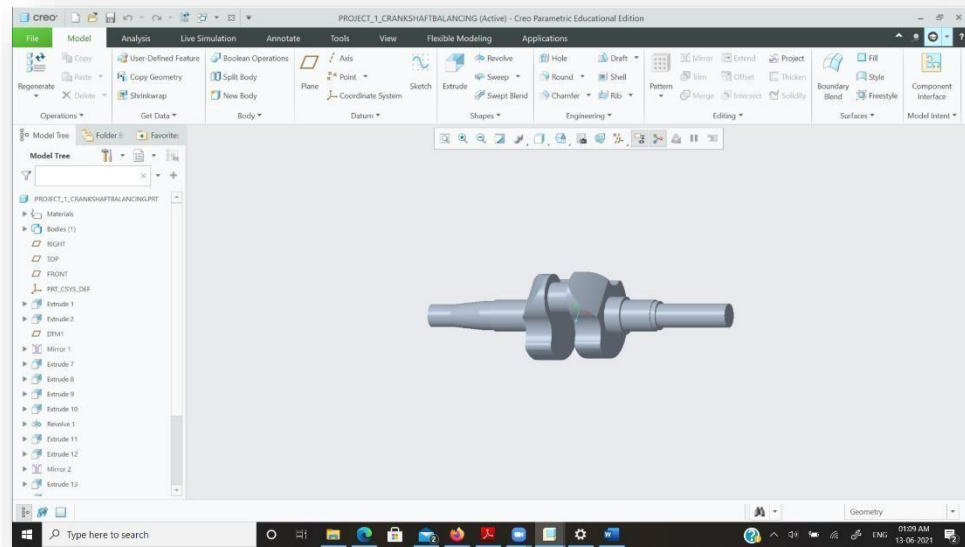 creo
PROJECT_1_CRANKSHAFTBALANCING (Active) - Creo Parametric Educational Edition
File Model Analysis Live Simulation Annotate Tools View Flexible Modeling Applications
Copy User-Defined Feature Boolean Operations Axis Revolve Hole Draft Mirror Extend Project Fill
Paste Copy Geometry Split Body Point Sweep Round Shell Trim Offset Thicken Style
Regenerate Plane Sketch Extrude Pattern Boundary Blend Component Interface
Delete Shrinkwrap New Body Coordinate System Swept Blend Chamfer Rib Merge Intersect Solidify Freestyle
Operations Get Data Body Datum Shapes Engineering Editing Surfaces Model Intent
Model Tree Folder Favorite
Model Tree
PROJECT_1_CRANKSHAFTBALANCING.PRT
Materials
Bodies (1)
RIGHT
TOP
FRONT
PRT_CSYS_DEF
Extrude 1
Extrude 2
DTM1
Mirror 1
Extrude 7
Extrude 8
Extrude 9
Extrude 10
Revolve 1
Extrude 11
Extrude 12
Mirror 2
Extrude 13
Geometry
Type here to search
ENG
01:09 AM
13-06-2021